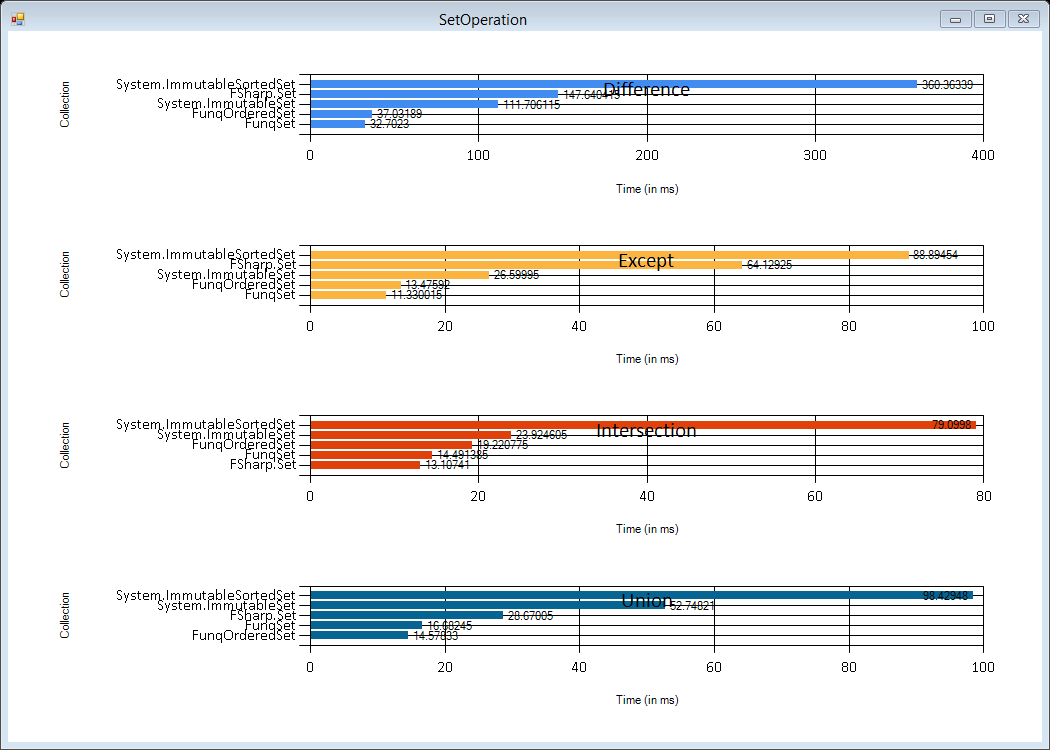 SetOperation
Difference
Collection
System.ImmutableSortedSet 360.36339
FSharp.Set 147.640415
System.ImmutableSet 111.706115
FunqOrderedSet 37.03189
FunqSet 32.7023
0 100 200 300 400
Time (in ms)
Except
Collection
System.ImmutableSortedSet 88.89454
FSharp.Set 64.12925
System.ImmutableSet 26.59995
FunqOrderedSet 13.47592
FunqSet 11.330015
0 20 40 60 80 100
Time (in ms)
Intersection
Collection
System.ImmutableSortedSet 79.0998
System.ImmutableSet 23.924605
FunqOrderedSet 19.220775
FunqSet 14.491385
FSharp.Set 13.10741
0 20 40 60 80
Time (in ms)
Union
Collection
System.ImmutableSortedSet 98.42948
System.ImmutableSet 52.74821
FSharp.Set 28.67005
FunqSet 16.68245
FunqOrderedSet 14.57833
0 20 40 60 80 100
Time (in ms)